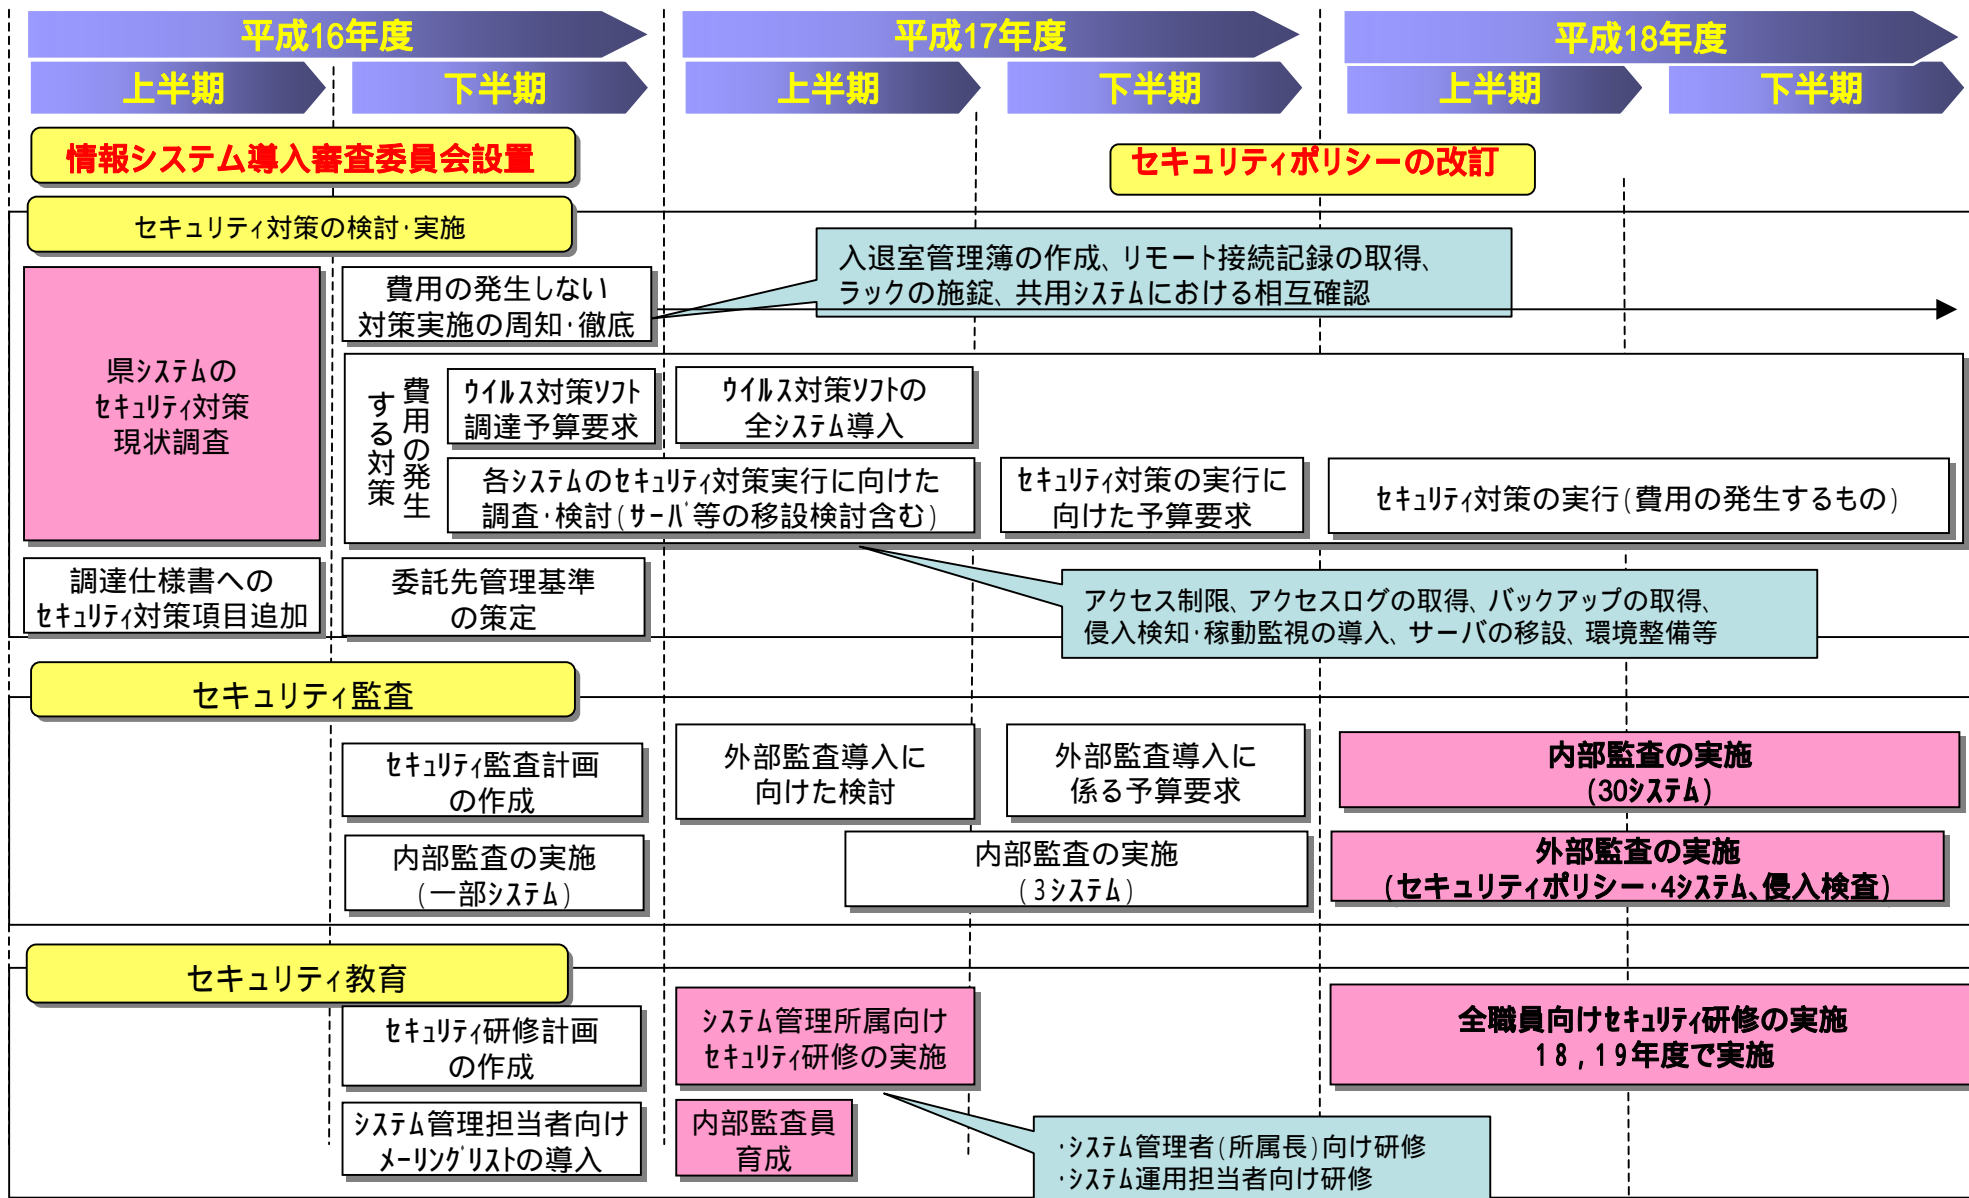 平成16年度
平成17年度
平成18年度
上半期
下半期
上半期
下半期
上半期
下半期
情報システム導入審査委員会設置
セキュリティポリシーの改訂
セキュリティ対策の検討・実施
入退室管理簿の作成、リモート接続記録の取得、
ラックの施錠、共用システムにおける相互確認
県システムの
セキュリティ対策
現状調査
費用の発生しない
対策実施の周知・徹底
費用の発生
する対策
ウイルス対策ソフト
調達予算要求
ウイルス対策ソフトの
全システム導入
各システムのセキュリティ対策実行に向けた
調査・検討(サーバ等の移設検討含む)
セキュリティ対策の実行に
向けた予算要求
セキュリティ対策の実行(費用の発生するもの)
調達仕様書への
セキュリティ対策項目追加
委託先管理基準
の策定
アクセス制限、アクセスログの取得、バックアップの取得、
侵入検知・稼動監視の導入、サーバの移設、環境整備等
セキュリティ監査
セキュリティ監査計画
の作成
外部監査導入に
向けた検討
外部監査導入に
係る予算要求
内部監査の実施
(30システム)
内部監査の実施
(一部システム)
内部監査の実施
(3システム)
外部監査の実施
(セキュリティポリシー・4システム、侵入検査)
セキュリティ教育
セキュリティ研修計画
の作成
システム管理所属向け
セキュリティ研修の実施
全職員向けセキュリティ研修の実施
18,19年度で実施
システム管理担当者向け
メーリングリストの導入
内部監査員
育成
・システム管理者(所属長)向け研修
・システム運用担当者向け研修